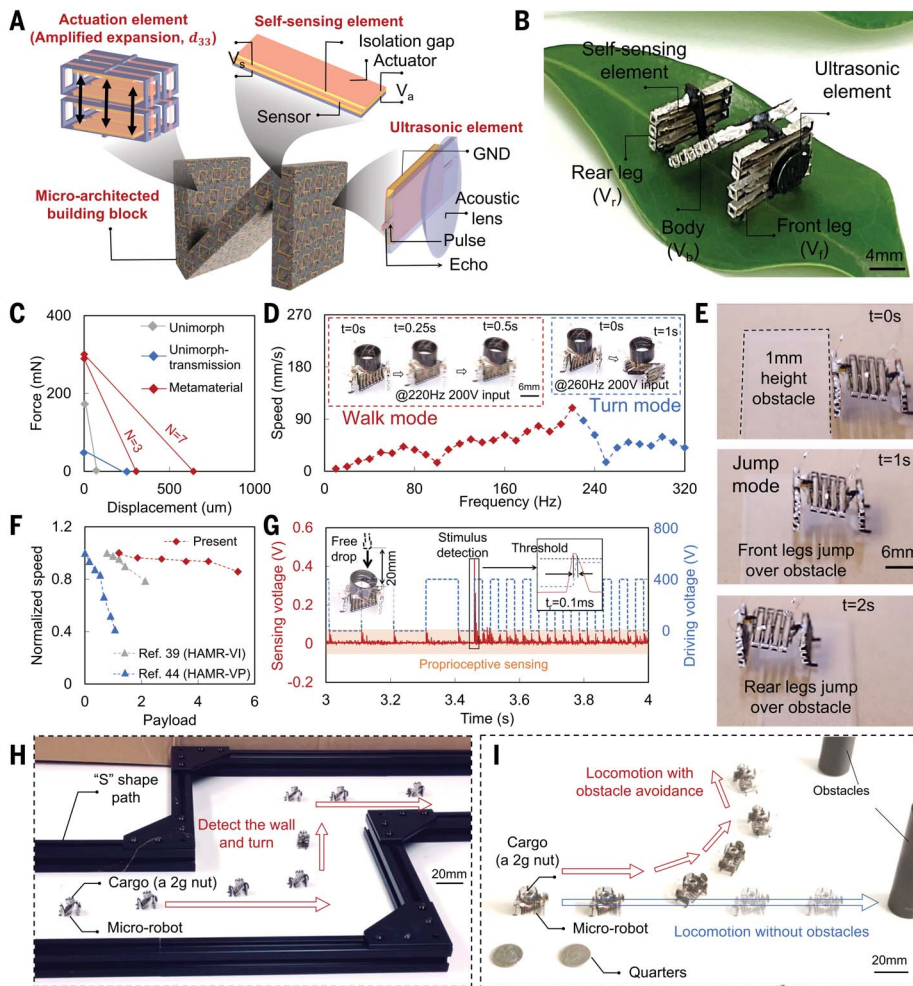 A
Actuation element
(Amplified expansion, d33)
Self-sensing element
Isolation gap
Actuator
Vs
Va
Sensor
Ultrasonic element
GND
Acoustic
lens
Pulse
Echo
Micro-architected
building block
B
Self-sensing
element
Ultrasonic
element
Rear leg
(Vr)
Body
(Vb)
Front leg
(Vf)
4mm
C
Force (mN)
400
200
0
Unimorph
Unimorph-
transmission
Metamaterial
N=3
N=7
0
500
1000
Displacement (um)
D
Speed (mm/s)
270
180
90
0
t=0s
t=0.25s
t=0.5s
@220Hz 200V input
6mm
Walk mode
t=0s
t=1s
@260Hz 200V input
Turn mode
0
80
160
240
320
Frequency (Hz)
E
t=0s
1mm
height
obstacle
t=1s
Jump
mode
Front legs jump
over obstacle
6mm
t=2s
Rear legs jump
over obstacle
F
Normalized speed
1.2
0.8
0.4
0
Present
Ref. 39 (HAMR-VI)
Ref. 44 (HAMR-VP)
0
2
4
6
Payload
G
Sensing votlage (V)
0.6
0.4
0.2
0
-0.2
Free
drop
20mm
Stimulus
detection
Threshold
tr=0.1ms
Proprioceptive sensing
800
400
0
Driving voltage (V)
3
3.2
3.4
3.6
3.8
4
Time (s)
H
“S” shape
path
Detect the wall
and turn
Cargo (a 2g nut)
Micro-robot
20mm
I
Locomotion with
obstacle avoidance
Obstacles
Cargo
(a 2g nut)
Micro-robot
Locomotion without obstacles
Quarters
20mm